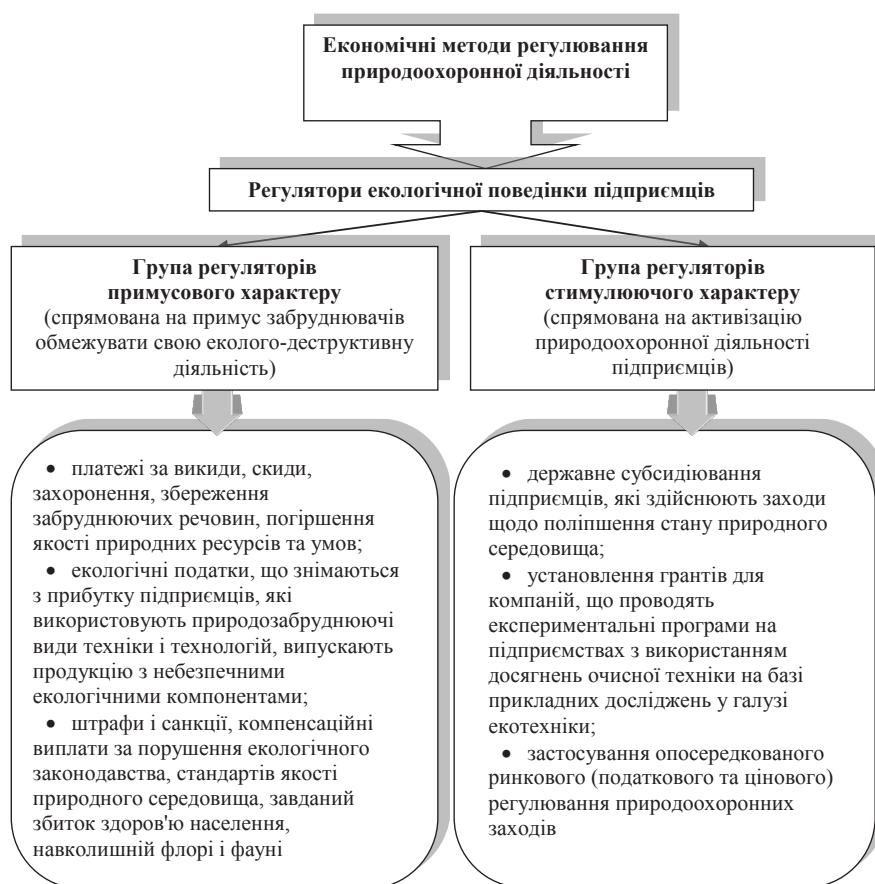 Економічні методи регулювання
природоохоронної діяльності
Регулятори екологічної поведінки підприємців
Група регуляторів
примусового характеру
(спрямована на примус забруднювачів
обмежувати свою еколого-деструктивну
діяльність)
Група регуляторів
стимулюючого характеру
(спрямована на активізацію
природоохоронної діяльності
підприємців)
• платежі за викиди, скиди,
захоронення, збереження
забруднюючих речовин, погіршення
якості природних ресурсів та умов;
• екологічні податки, що знімаються
з прибутку підприємців, які
використовують природозабруднюючі
види техніки і технологій, випускають
продукцію з небезпечними
екологічними компонентами;
• штрафи і санкції, компенсаційні
виплати за порушення екологічного
законодавства, стандартів якості
природного середовища, завданий
збиток здоров'ю населення,
навколишній флорі і фауні
• державне субсидіювання
підприємців, які здійснюють заходи
щодо поліпшення стану природного
середовища;
• установлення грантів для
компаній, що проводять
експериментальні програми на
підприємствах з використанням
досягнень очисної техніки на базі
прикладних досліджень у галузі
екотехніки;
• застосування опосередкованого
ринкового (податкового та цінового)
регулювання природоохоронних
заходів